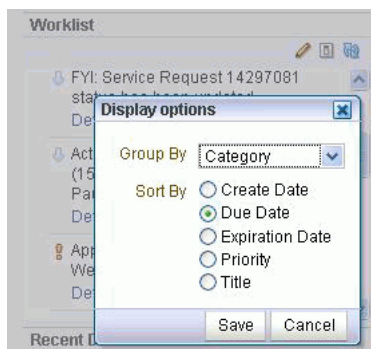 Worklist
FYI: Service Request 14297081
Display options
Group By Category
Sort By Create Date
Due Date
Expiration Date
Priority
Title
Save Cancel